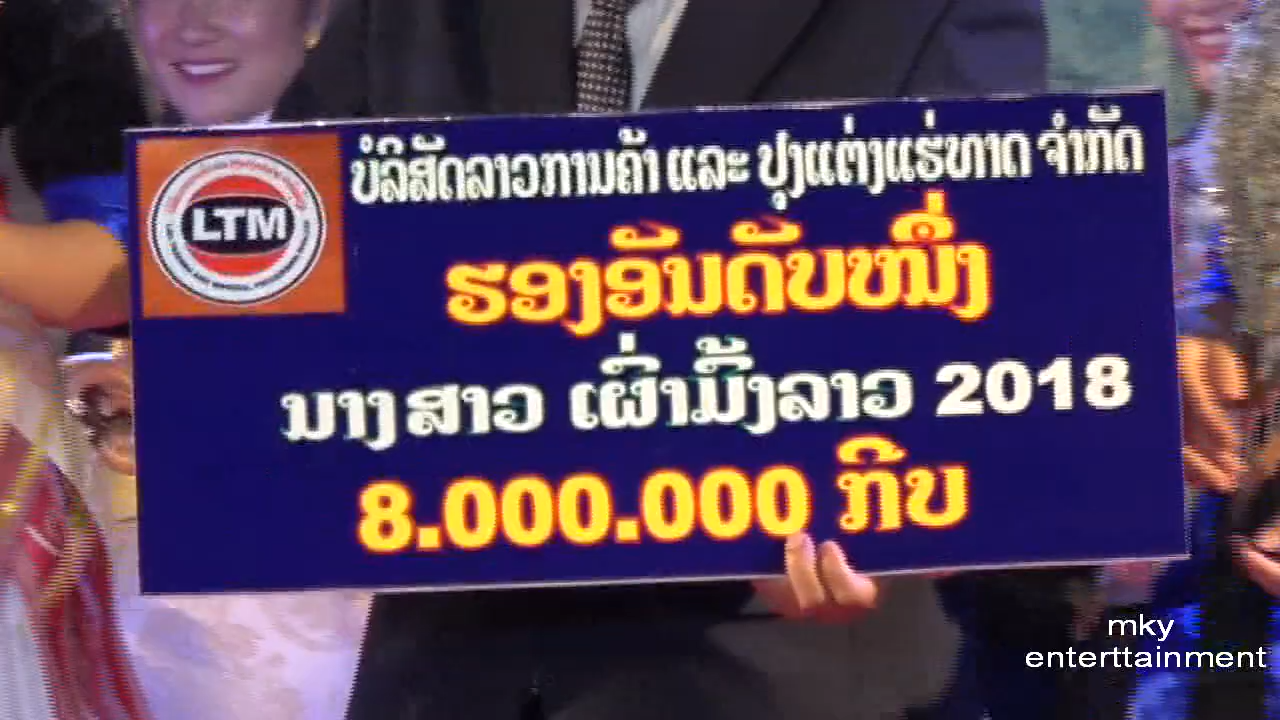 LTM
ບໍລິສັດລາວການຄ້າ ແລະ ປຸງແຕ່ງແຮ່ທາດ ຈຳກັດ
ຮອງອັນດັບໜຶ່ງ
ນາງສາວ ເຜົ່າມົ້ງລາວ 2018
8.000.000 ກີບ
mky
enterttainment